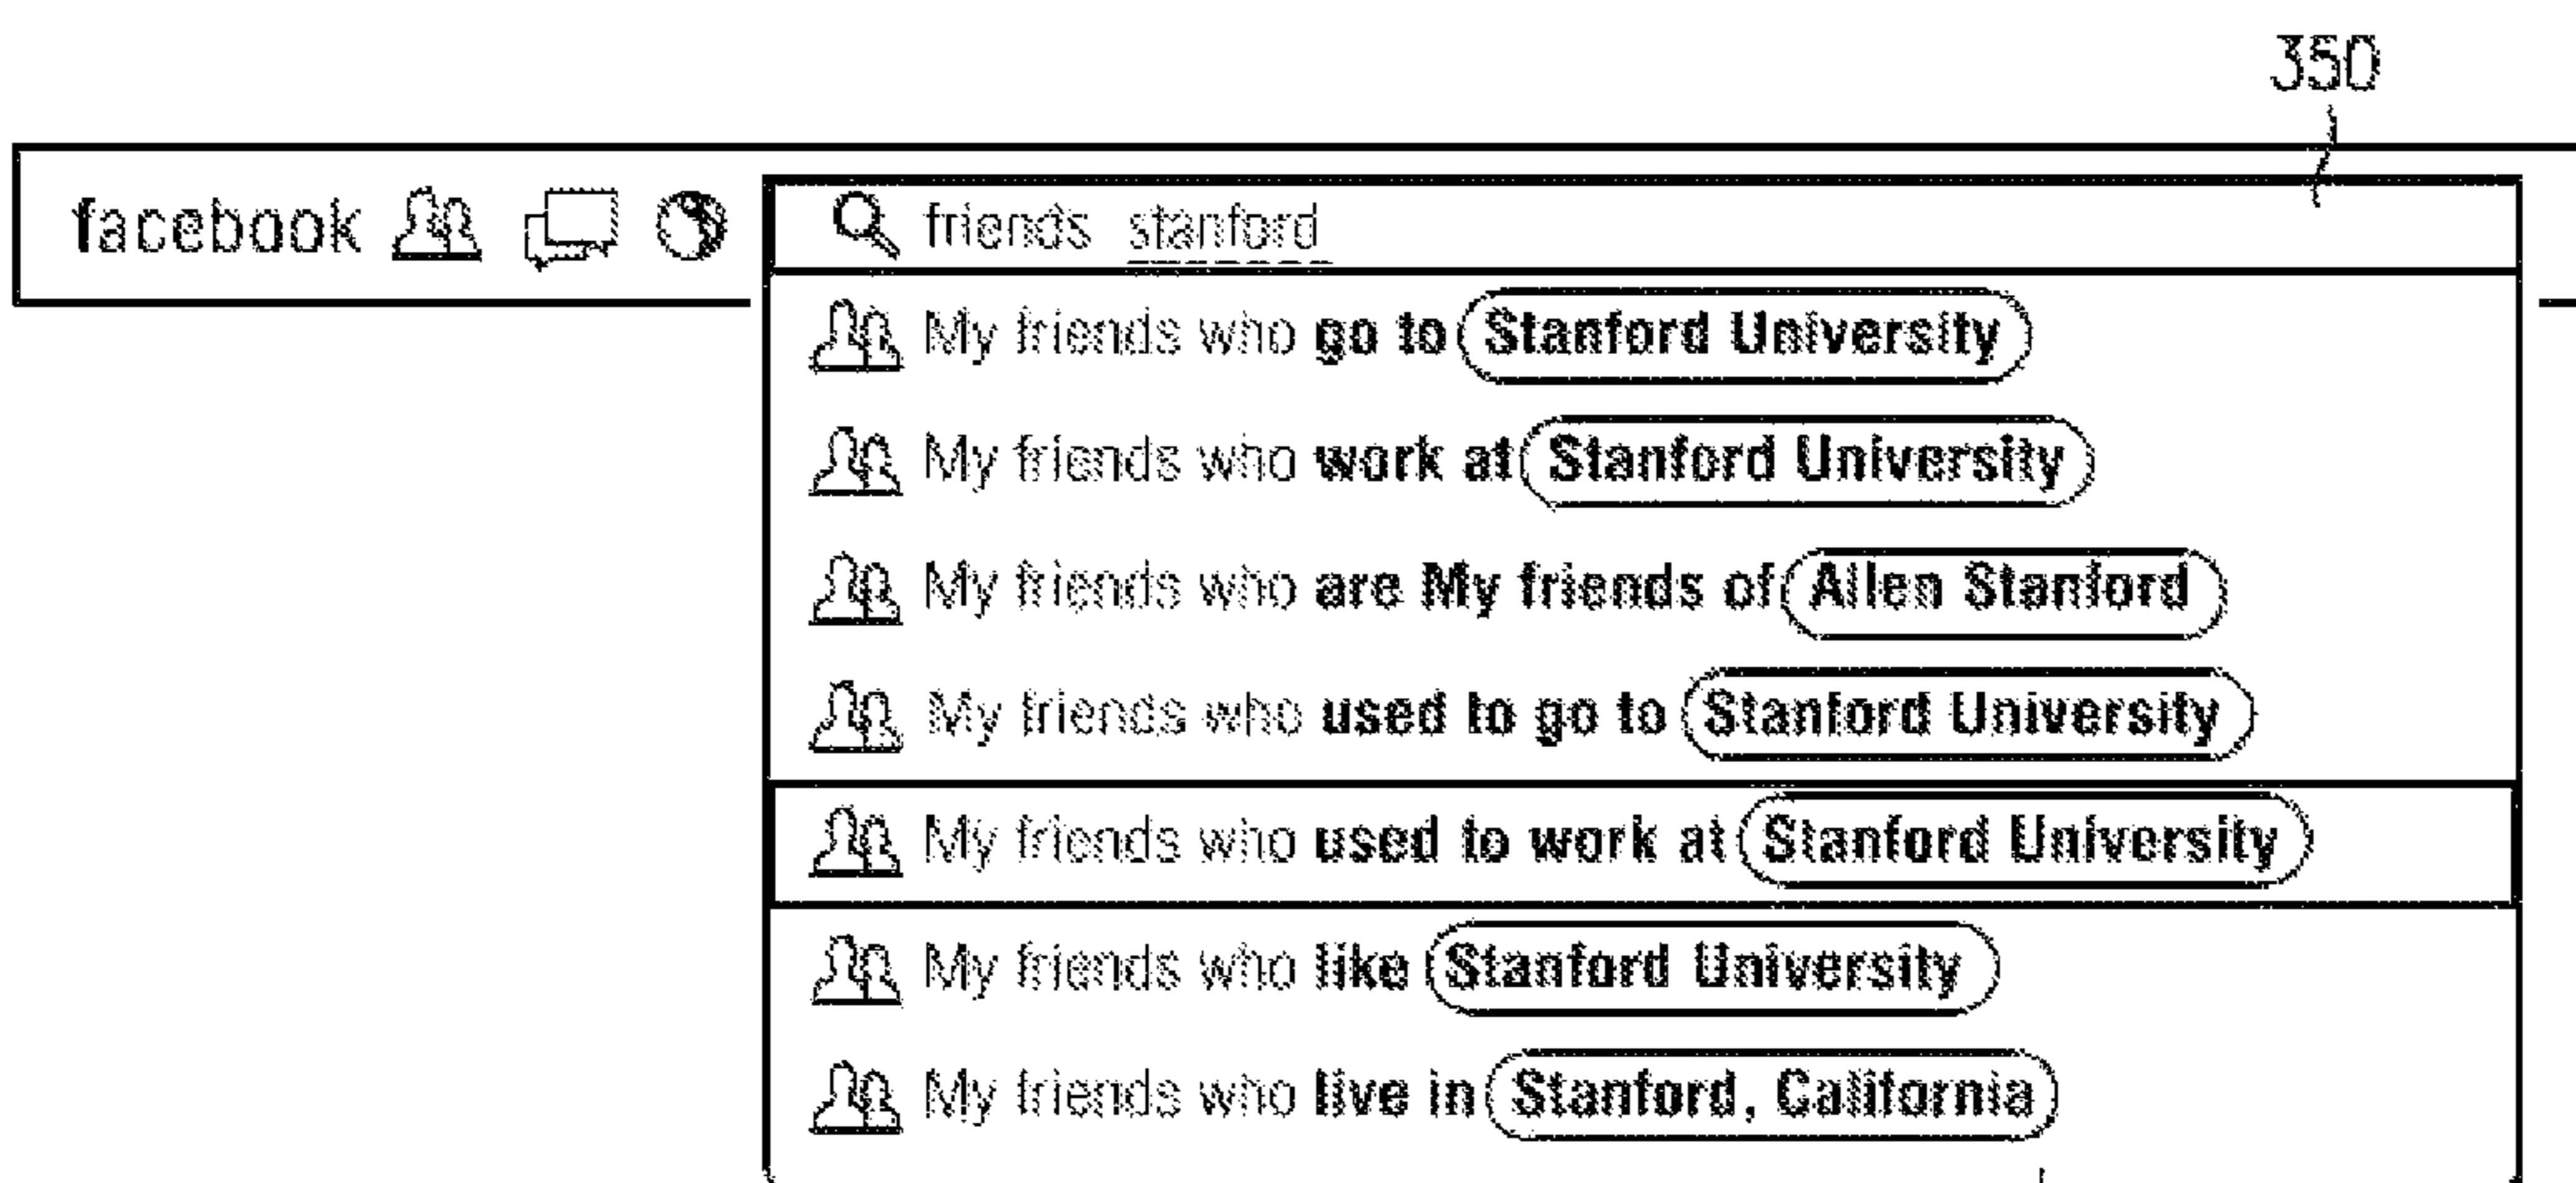 350
facebook friends stanford
My friends who go to Stanford University
My friends who work at Stanford University
My friends who are My friends of Allen Stanford
My friends who used to go to Stanford University
My friends who used to work at Stanford University
My friends who like Stanford University
My friends who live in Stanford, California